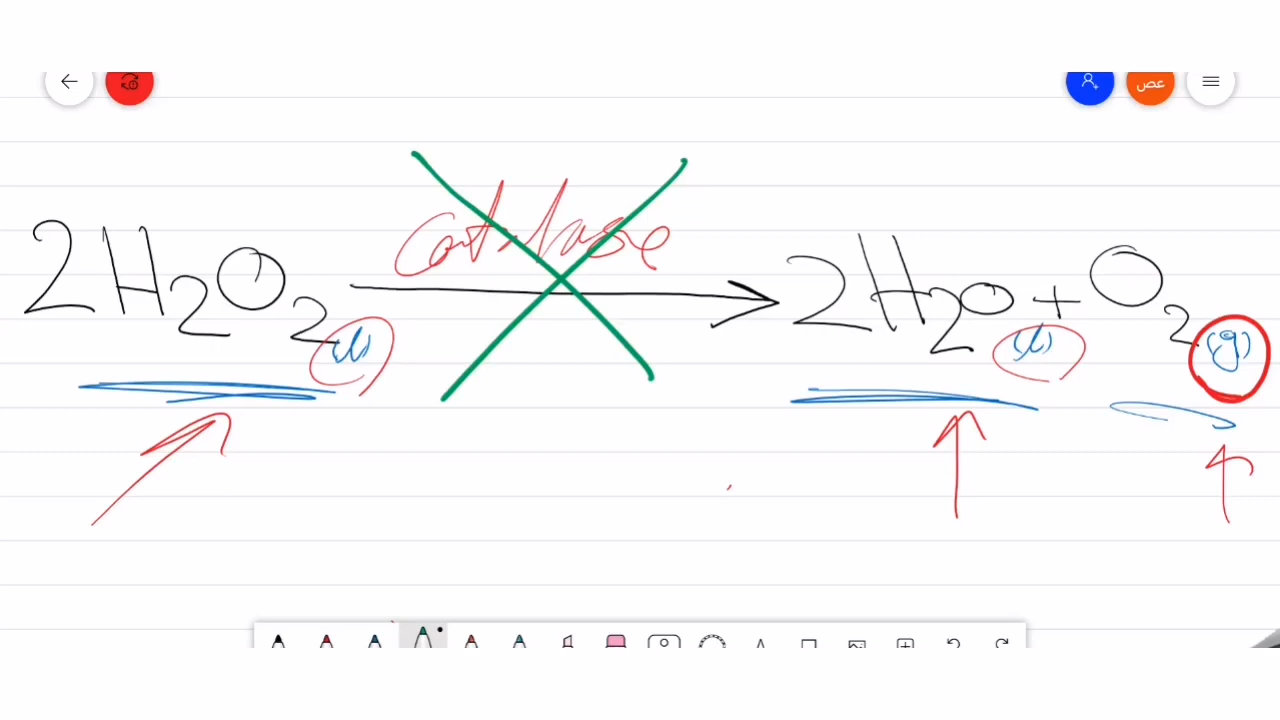 عص
Catalase
2H2O2(l) → 2H2O(l) + O2(g)